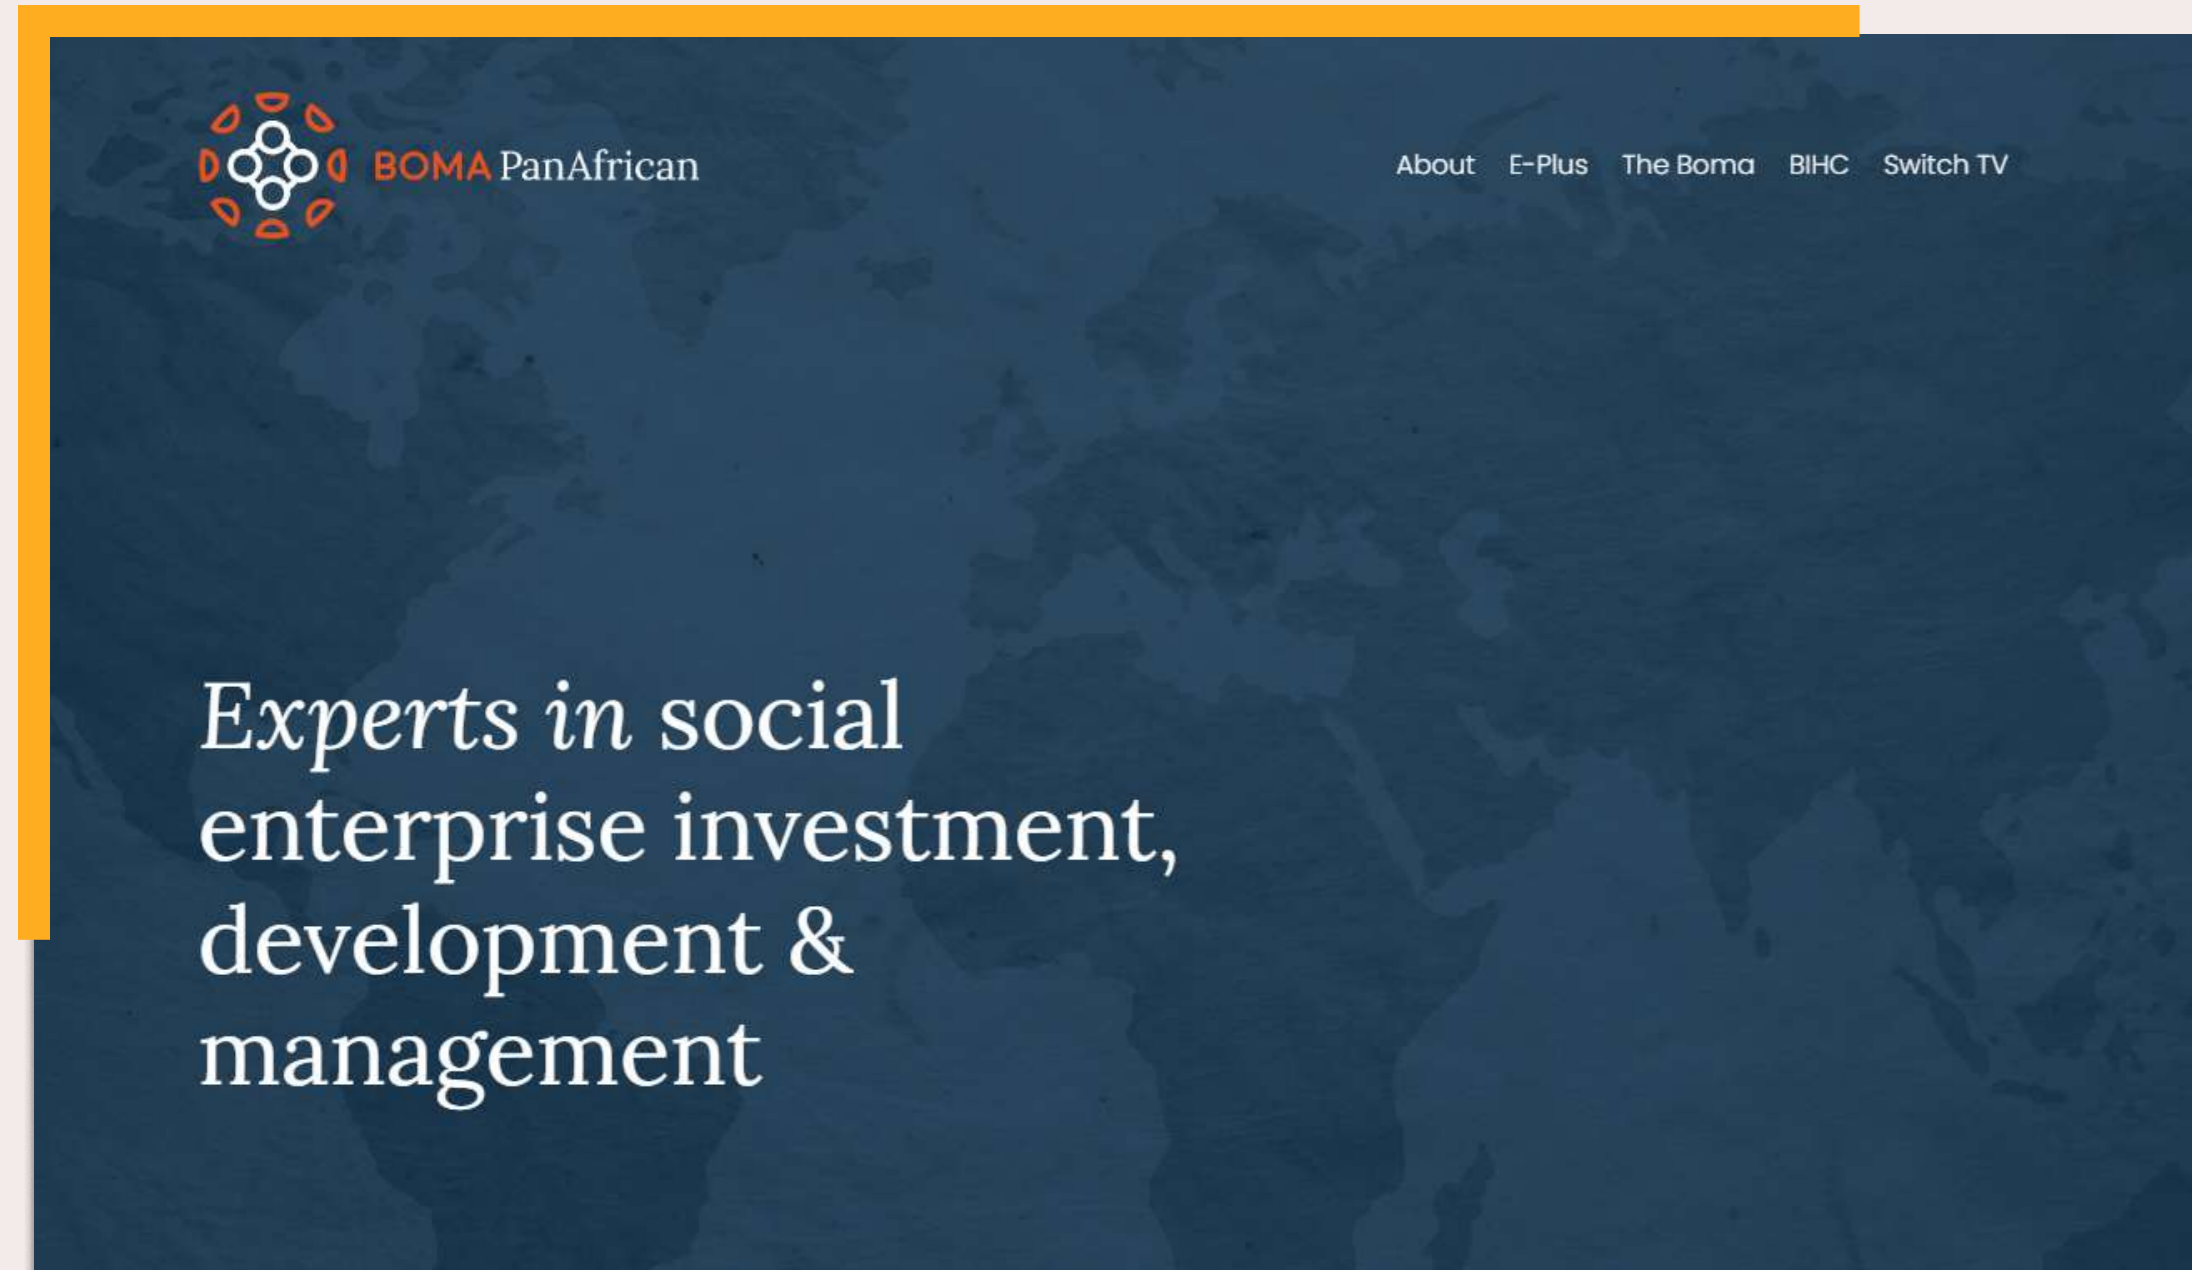 BOMA PanAfrican
About E-Plus The Boma BIHC Switch TV
Experts in social
enterprise investment,
development &
management